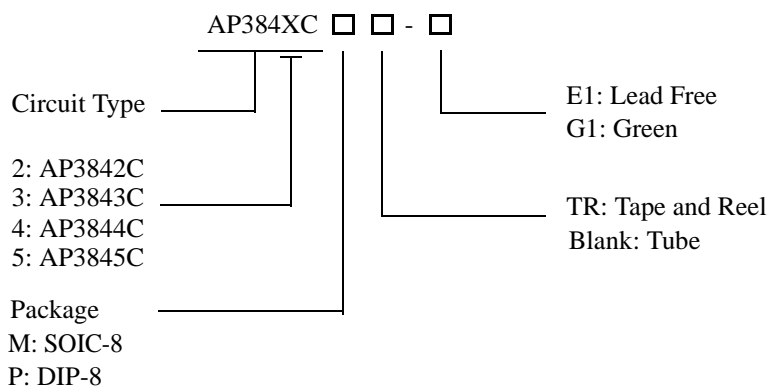 AP384XC □ □ - □
Circuit Type
2: AP3842C
3: AP3843C
4: AP3844C
5: AP3845C
Package
M: SOIC-8
P: DIP-8
E1: Lead Free
G1: Green
TR: Tape and Reel
Blank: Tube